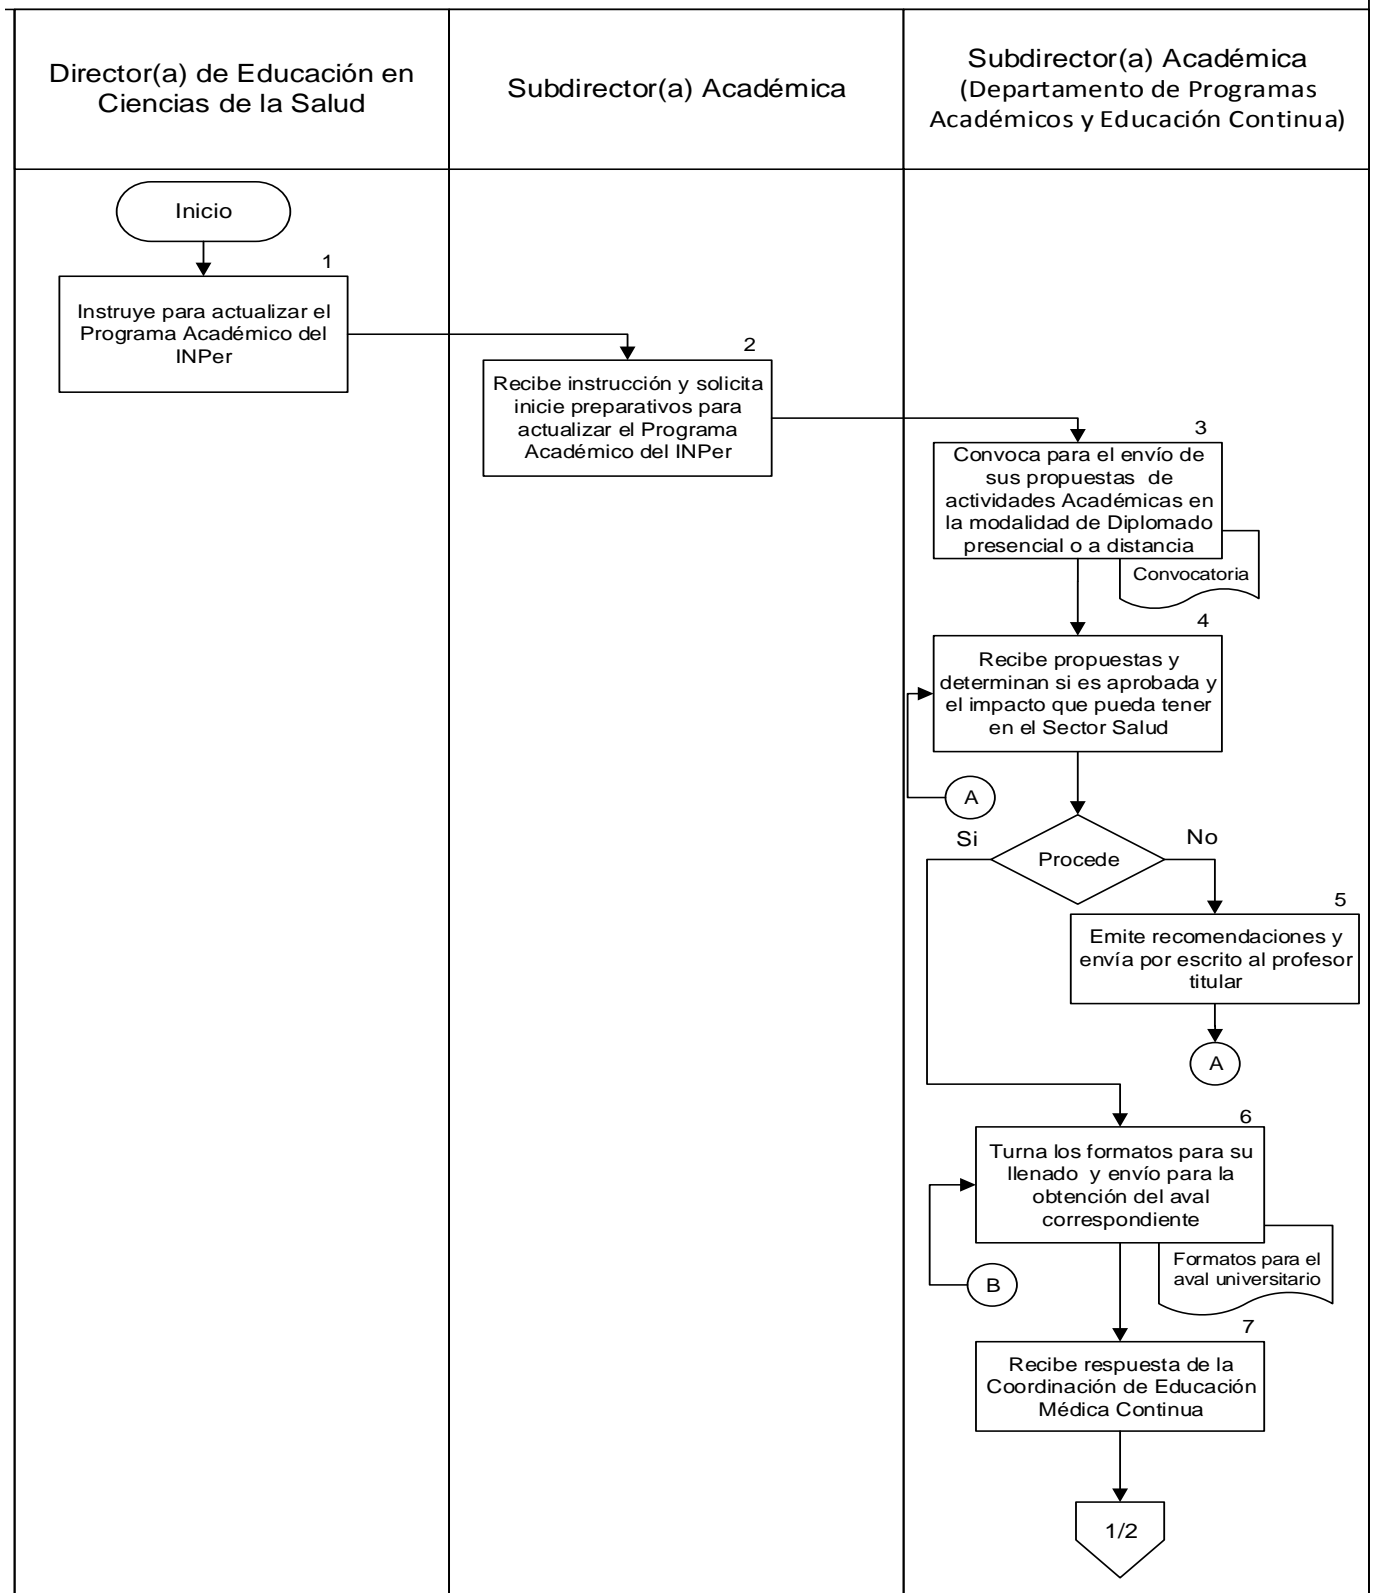 Director(a) de Educación en
Ciencias de la Salud
Subdirector(a) Académica
Subdirector(a) Académica
(Departamento de Programas
Académicos y Educación Continua)
Inicio
1
Instruye para actualizar el
Programa Académico del
INPer
2
Recibe instrucción y solicita
inicie preparativos para
actualizar el Programa
Académico del INPer
3
Convoca para el envío de
sus propuestas de
actividades Académicas en
la modalidad de Diplomado
presencial o a distancia
Convocatoria
4
Recibe propuestas y
determinan si es aprobada y
el impacto que pueda tener
en el Sector Salud
A
Si
Procede
No
5
Emite recomendaciones y
envía por escrito al profesor
titular
A
6
Turna los formatos para su
llenado y envío para la
obtención del aval
correspondiente
Formatos para el
aval universitario
B
7
Recibe respuesta de la
Coordinación de Educación
Médica Continua
1/2